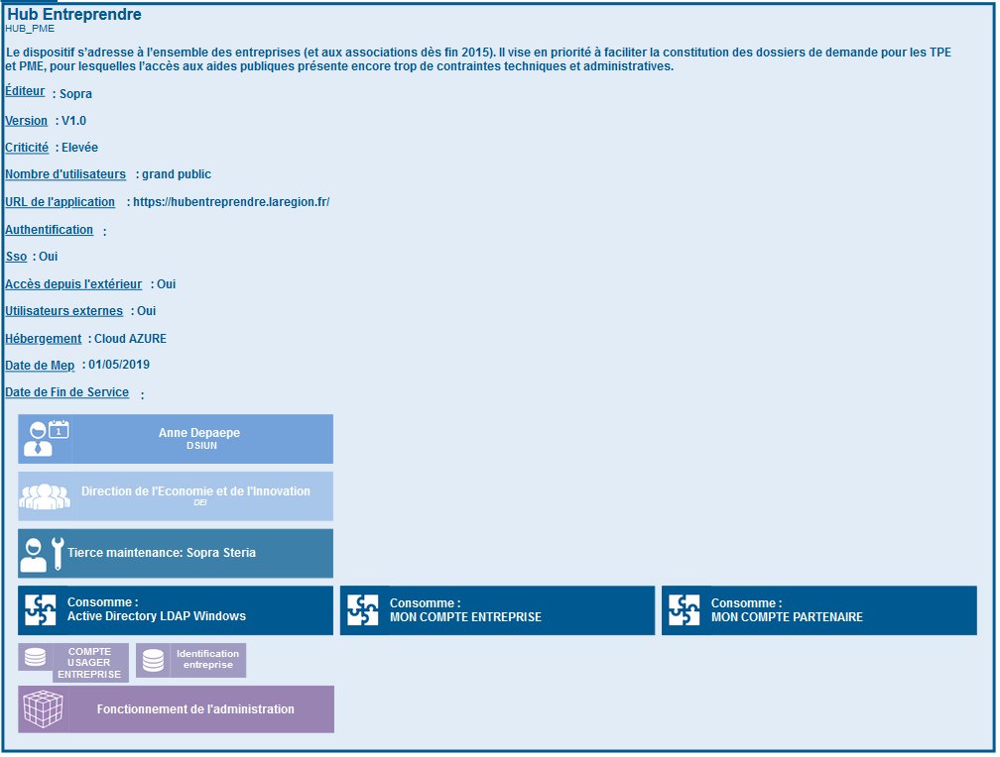 Hub Entreprendre
HUB_PME
Le dispositif s'adresse à l'ensemble des entreprises (et aux associations dès fin 2015). Il vise en priorité à faciliter la constitution des dossiers de demande pour les TPE
et PME, pour lesquelles l'accès aux aides publiques présente encore trop de contraintes techniques et administratives.
Éditeur : Sopra
Version : V1.0
Criticité : Elevée
Nombre d'utilisateurs : grand public
URL de l'application : https://hubentreprendre.laregion.fr/
Authentification :
Sso : Oui
Accès depuis l'extérieur : Oui
Utilisateurs externes : Oui
Hébergement : Cloud AZURE
Date de Mep : 01/05/2019
Date de Fin de Service :
1
Anne Depaepe
DSIUN
Direction de l'Economie et de l'Innovation
DEI
Tierce maintenance: Sopra Steria
Consomme :
Active Directory LDAP Windows
Consomme :
MON COMPTE ENTREPRISE
Consomme :
MON COMPTE PARTENAIRE
COMPTE
USAGER
ENTREPRISE
Identification
entreprise
Fonctionnement de l'administration